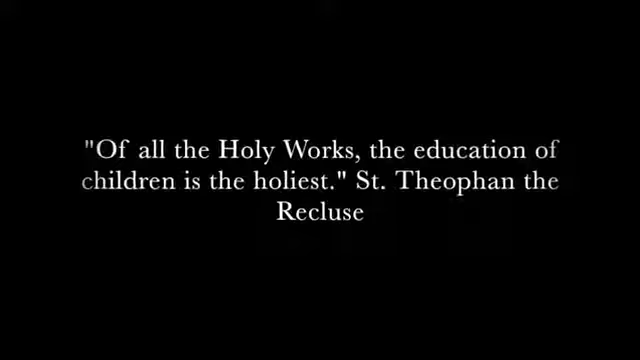 "Of all the Holy Works, the education of
children is the holiest." St. Theophan the
Recluse